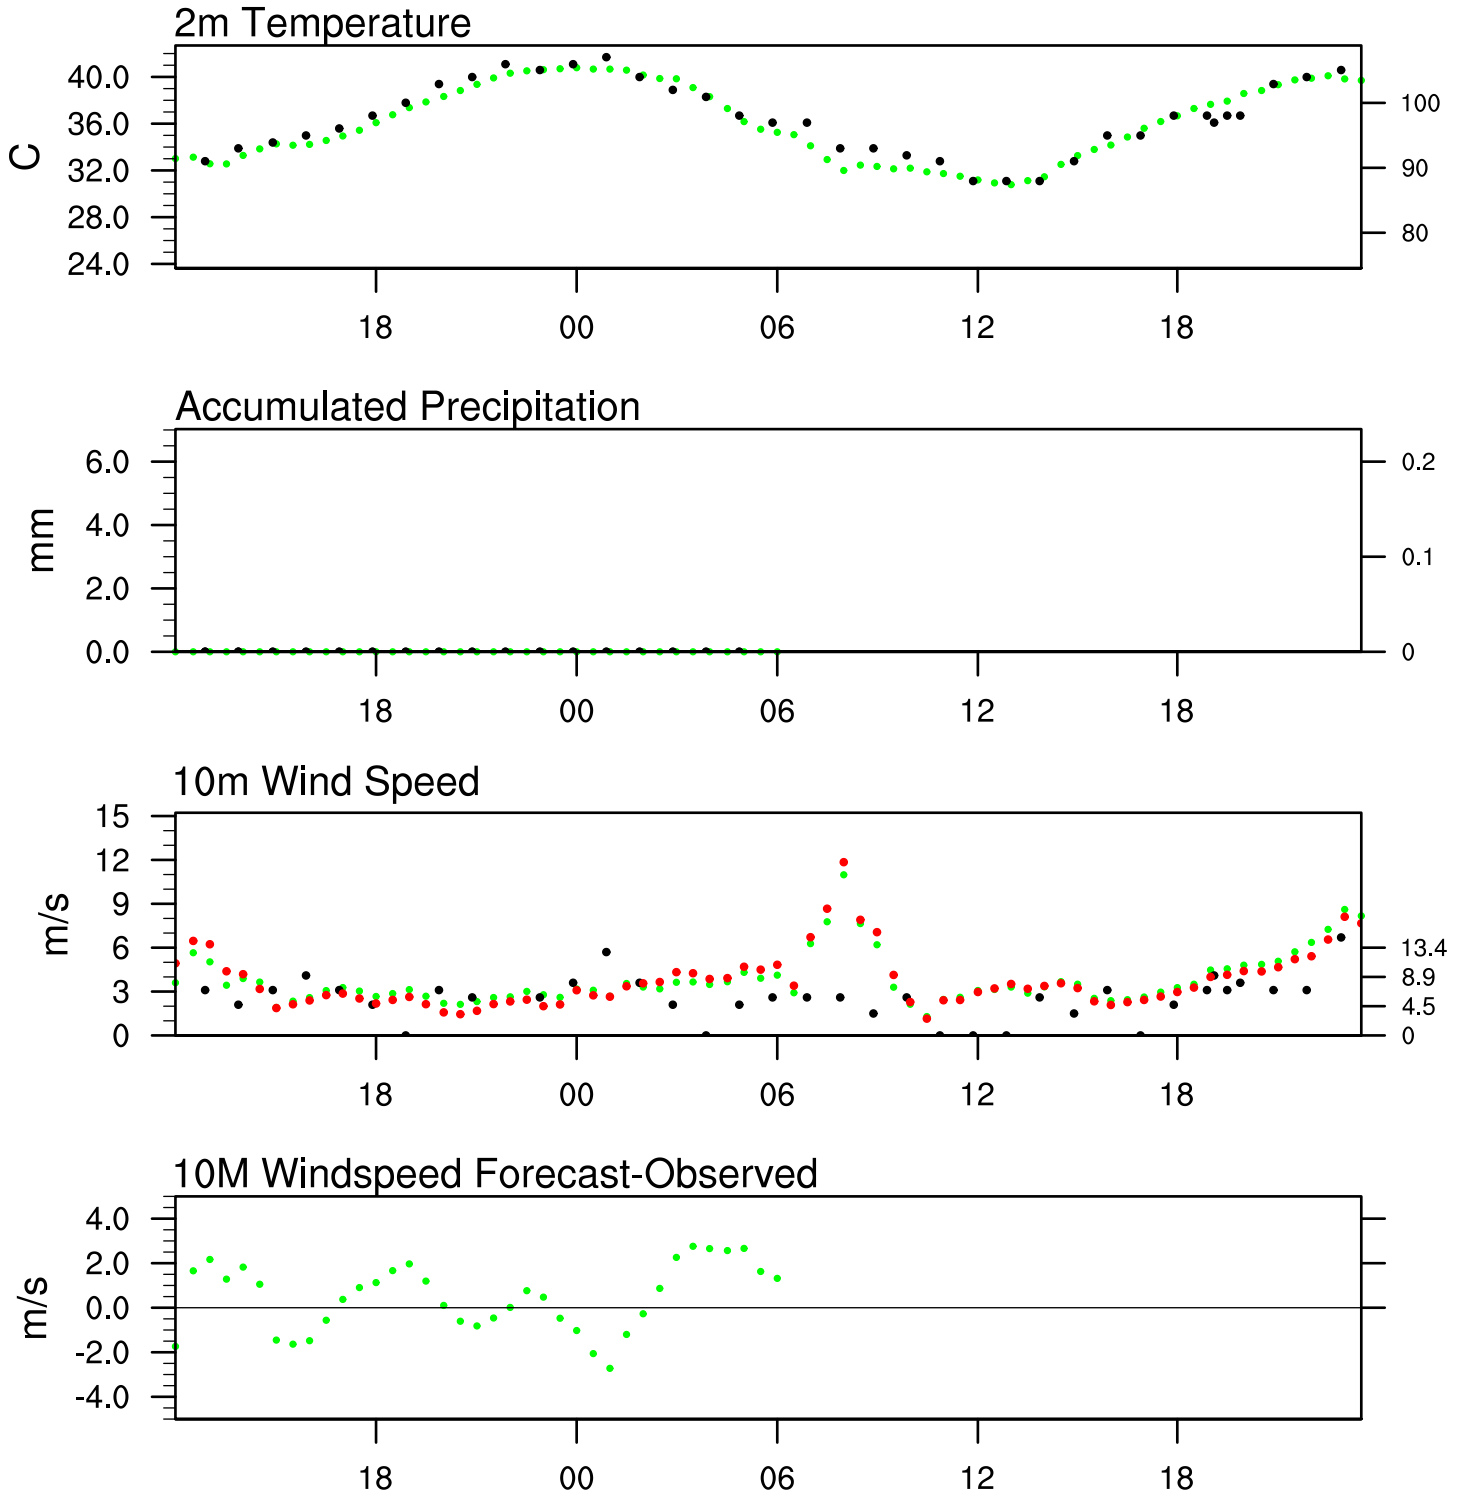 2m Temperature
40.0
36.0
32.0
28.0
24.0
C
100
90
80
18 00 06 12 18
Accumulated Precipitation
6.0
4.0
2.0
0.0
mm
0.2
0.1
0
18 00 06 12 18
10m Wind Speed
15
12
9
6
3
0
m/s
13.4
8.9
4.5
0
18 00 06 12 18
10M Windspeed Forecast-Observed
4.0
2.0
0.0
-2.0
-4.0
m/s
18 00 06 12 18